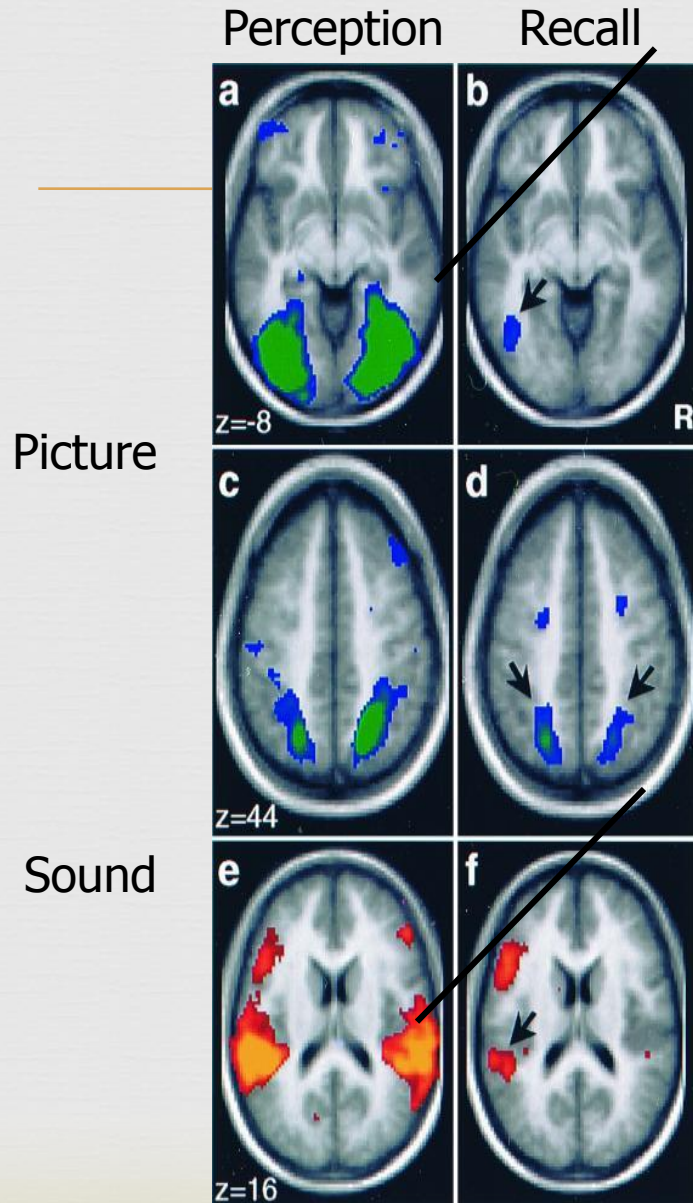 Perception Recall
a b
z=-8 R
Picture
c d
z=44
Sound
e f
z=16